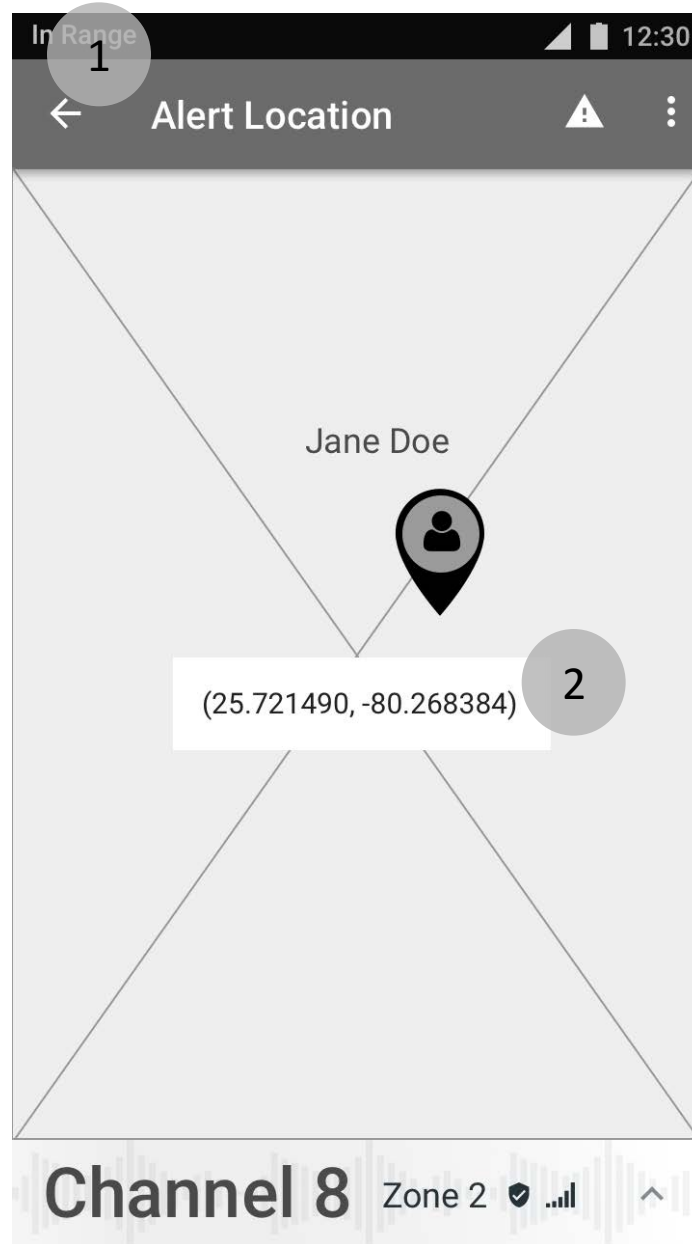 In Range 12:30
1
Alert Location
Jane Doe
(25.721490, -80.268384)
2
Channel 8 Zone 2